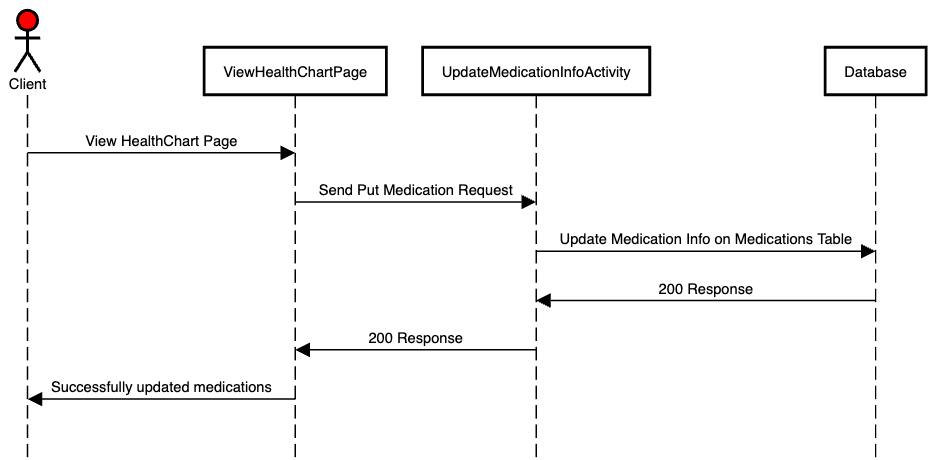 Client
ViewHealthChartPage
UpdateMedicationInfoActivity
Database
View HealthChart Page
Send Put Medication Request
Update Medication Info on Medications Table
200 Response
200 Response
Successfully updated medications